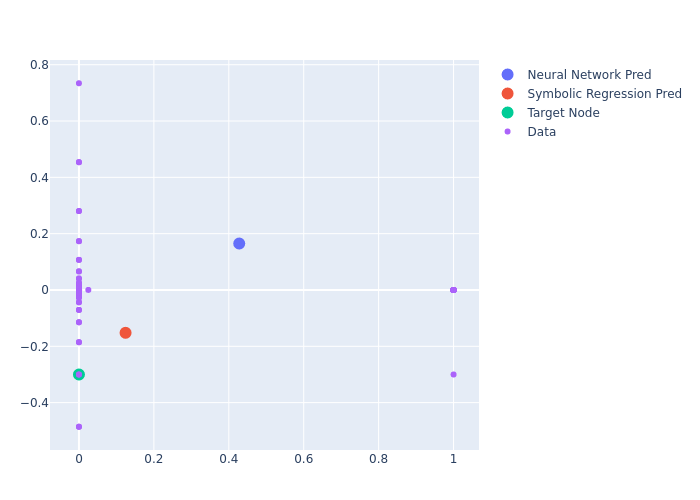 0.8
0.6
0.4
0.2
0
−0.2
−0.4
0 0.2 0.4 0.6 0.8 1
Neural Network Pred
Symbolic Regression Pred
Target Node
Data